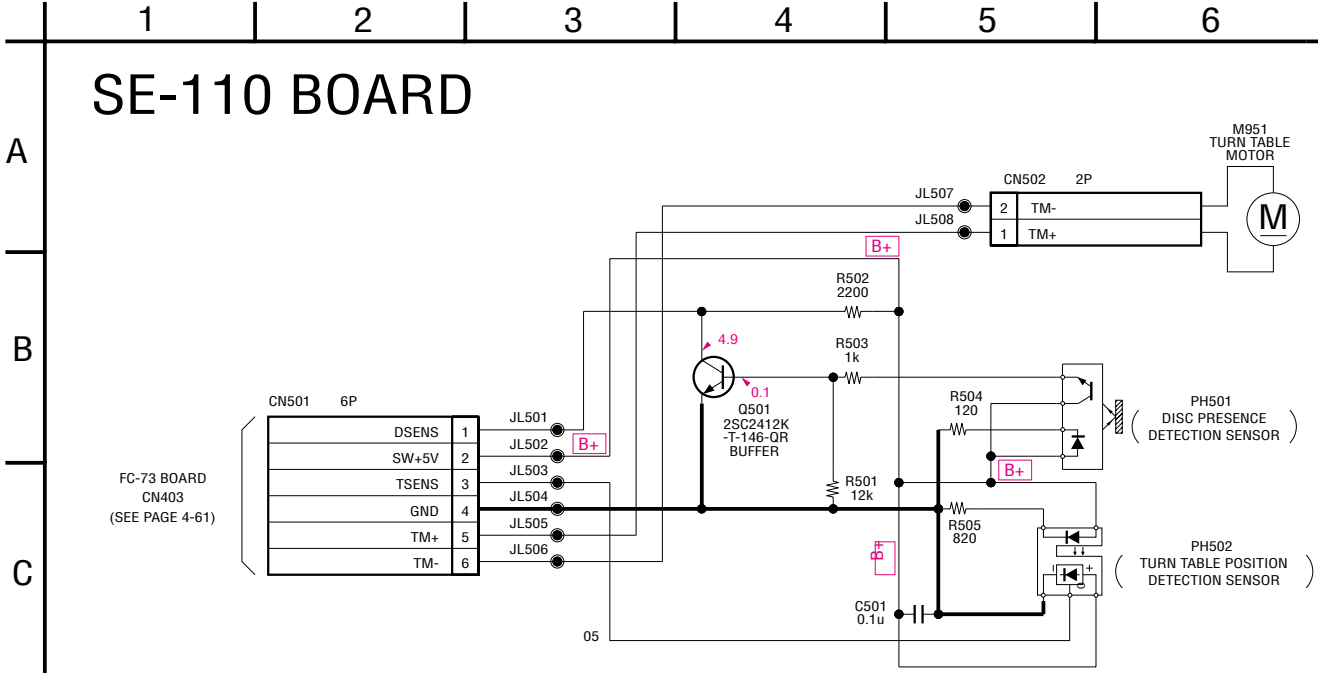 1 2 3 4 5 6
SE-110 BOARD
A
M951
TURN TABLE
MOTOR
CN502 2P
JL507
2 TM-
M
JL508
1 TM+
B+
B
R502
2200
4.9
R503
1k
0.1
Q501
2SC2412K
-T-146-QR
BUFFER
R504
120
PH501
DISC PRESENCE
DETECTION SENSOR
CN501 6P
DSENS 1
JL501
SW+5V 2
JL502
B+
TSENS 3
JL503
GND 4
JL504
TM+ 5
JL505
TM- 6
JL506
FC-73 BOARD
CN403
(SEE PAGE 4-61)
B+
R501
12k
R505
820
C
B+
PH502
TURN TABLE POSITION
DETECTION SENSOR
- +
O
C501
0.1u
05